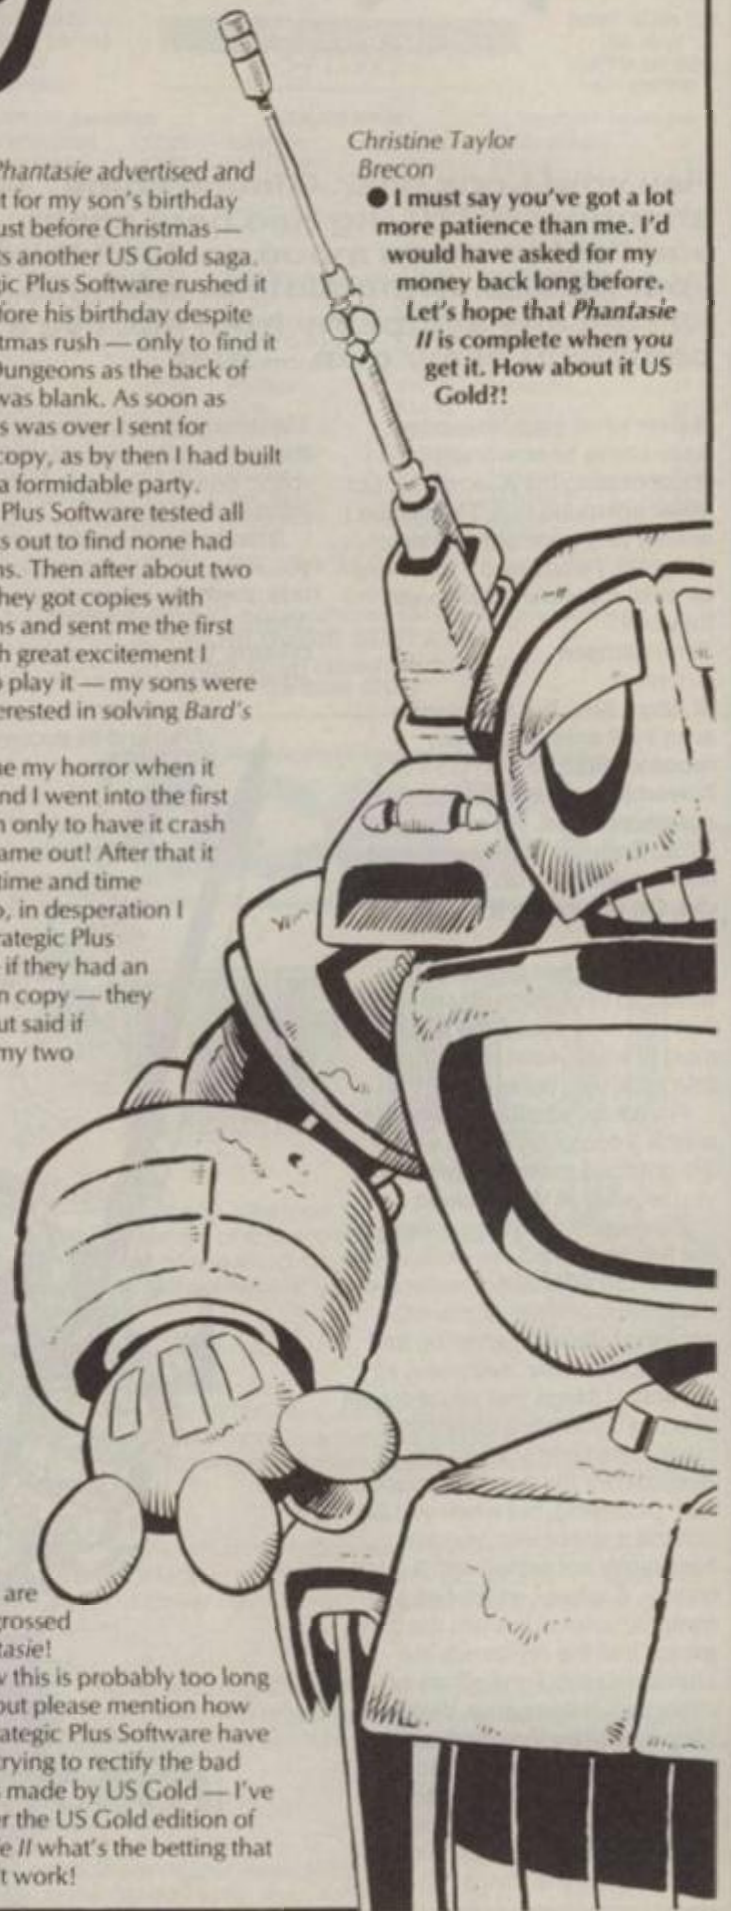 Phantasie advertised and
t for my son's birthday
ust before Christmas —
s another US Gold saga.
gic Plus Software rushed it
fore his birthday despite
tmas rush — only to find it
Dungeons as the back of
was blank. As soon as
s was over I sent for
copy, as by then I had built
a formidable party.
Plus Software tested all
s out to find none had
ns. Then after about two
they got copies with
ns and sent me the first
h great excitement I
o play it — my sons were
erested in solving Bard's
ne my horror when it
nd I went into the first
n only to have it crash
ame out! After that it
time and time
o, in desperation I
rategic Plus
if they had an
n copy — they
ut said if
my two
are
grossed
tasie!
w this is probably too long
out please mention how
rategic Plus Software have
trying to rectify the bad
s made by US Gold — I've
er the US Gold edition of
e II what's the betting that
t work!
Christine Taylor
Brecon
● I must say you've got a lot
more patience than me. I'd
would have asked for my
money back long before.
Let's hope that Phantasie
II is complete when you
get it. How about it US
Gold?!